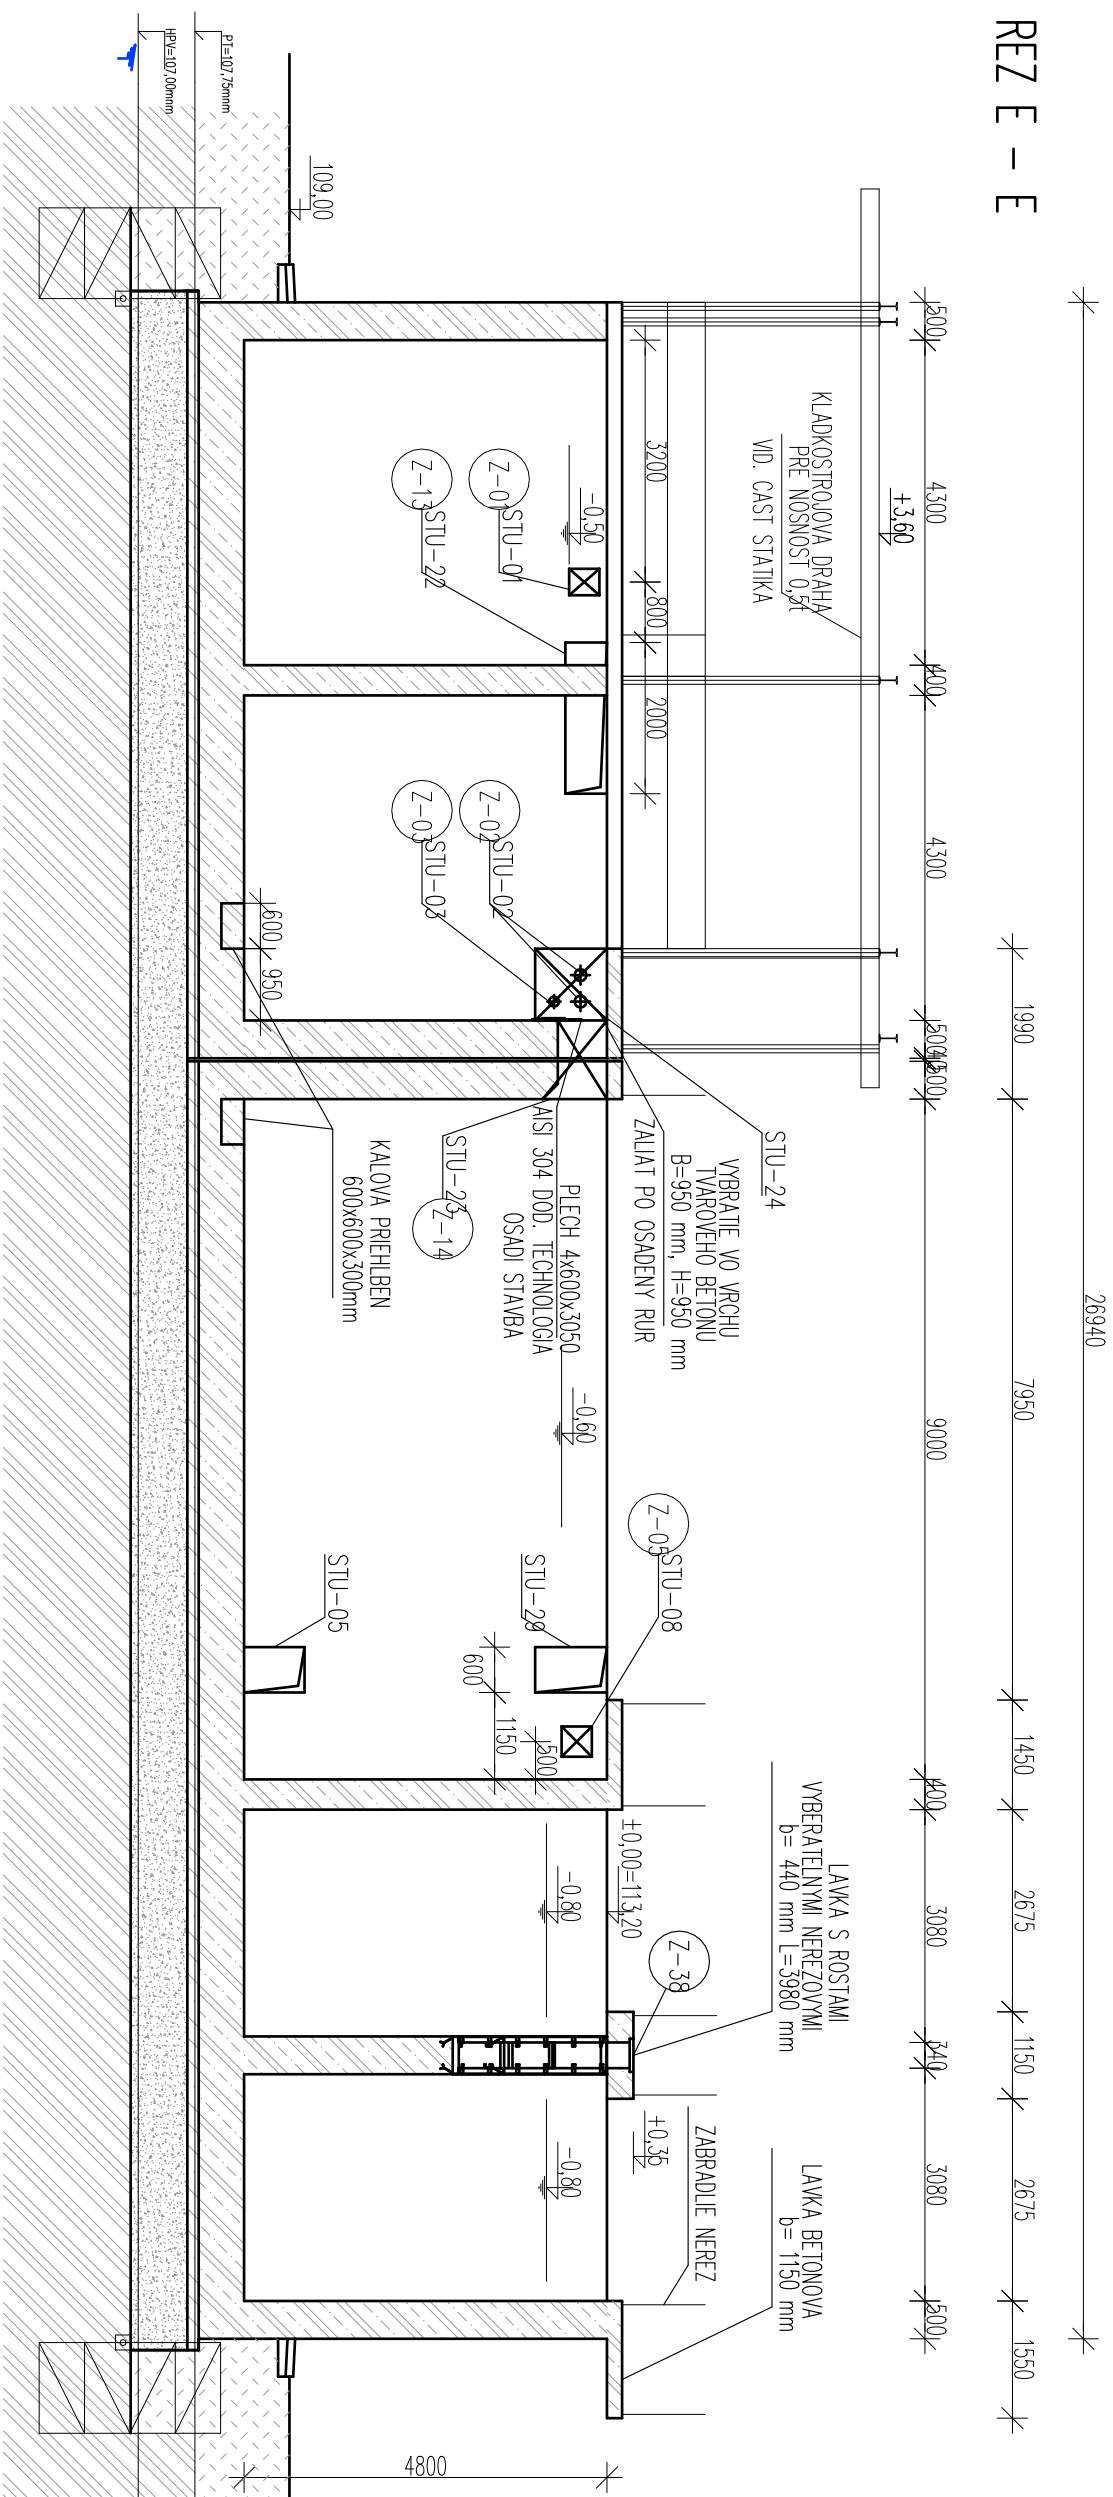 REZ E - E
26940
1990
7950
1450
2675
1150
2675
1550
500
4300
400
4300
500
40
500
9000
400
3080
340
3080
500
+3,60
KLADKOSTROJOVA DRAHA
PRE NOSNOST 0,5t
VID. CAST STATIKA
3200
800
2000
STU-24
VYBRATIE VO VRCHU
TVAROVEHO BETONU
B=950 mm, H=950 mm
ZALIAT PO OSADENY RUR
LAVKA S ROSTAMI
VYBERATELNYMI NEREZOVYMI
b= 440 mm L=3980 mm
LAVKA BETONOVA
b= 1150 mm
ZABRADLIE NEREZ
Z-05
STU-08
Z-38
±0,00=113,20
+0,35
-0,50
Z-01
STU-01
Z-13
STU-22
Z-02
STU-02
Z-03
STU-03
PLECH 4x600x3050
AISI 304 DOD. TECHNOLOGIA
OSADI STAVBA
STU-23
Z-14
-0,60
STU-29
600
1150
500
-0,80
-0,80
KALOVA PRIEHLBEN
600x600x300mm
600
950
STU-05
4800
109,00
PT=107,75mnm
HPV=107,00mnm